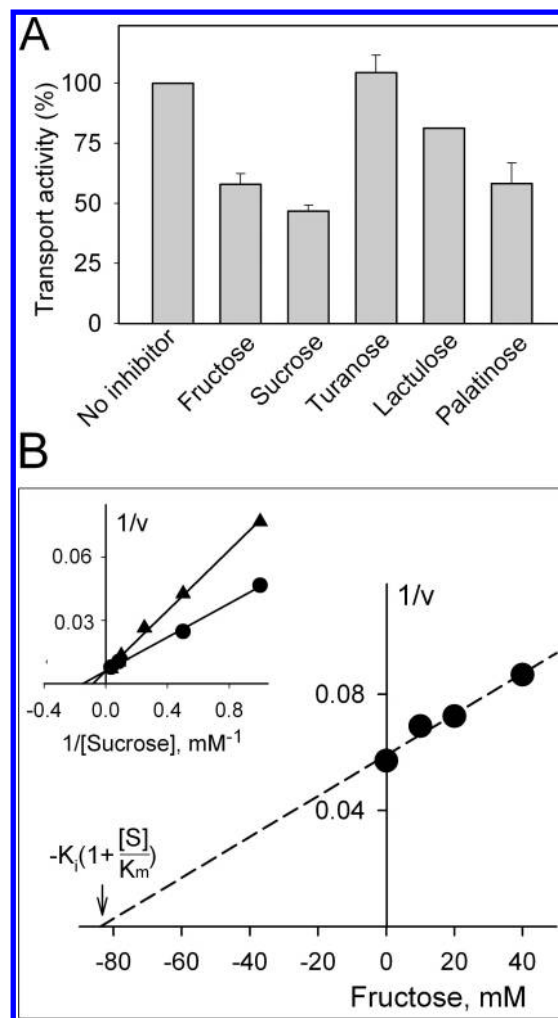 A
Transport activity (%)
100
75
50
25
0
No inhibitor
Fructose
Sucrose
Turanose
Lactulose
Palatinose
B
1/v
0.06
0.03
-0.4 0.0 0.4 0.8
1/[Sucrose], mM⁻¹
1/v
0.08
0.04
-Ki(1+[S]/Km)
-80 -60 -40 -20 0 20 40
Fructose, mM